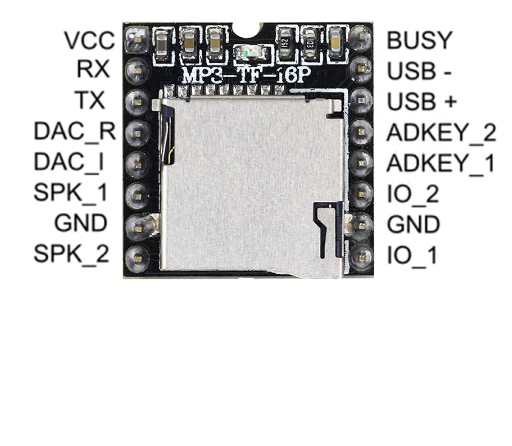 VCC
RX
TX
DAC_R
DAC_I
SPK_1
GND
SPK_2
MP3-TF-16P
BUSY
USB -
USB +
ADKEY_2
ADKEY_1
IO_2
GND
IO_1